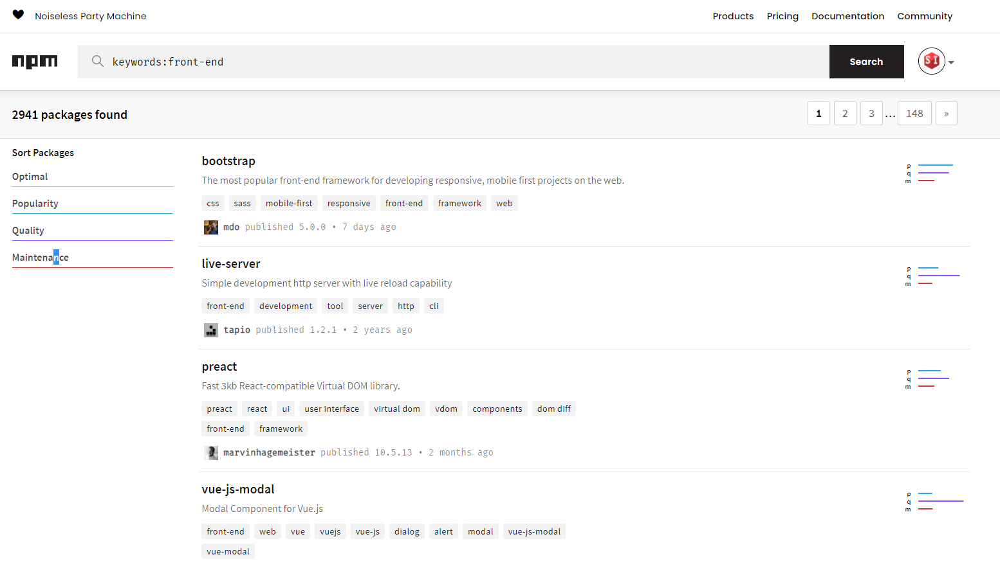 Noiseless Party Machine
Products Pricing Documentation Community
npm
keywords:front-end
Search
2941 packages found
1 2 3 ... 148 »
Sort Packages
Optimal
Popularity
Quality
Maintenance
bootstrap
The most popular front-end framework for developing responsive, mobile first projects on the web.
css sass mobile-first responsive front-end framework web
mdo published 5.0.0 • 7 days ago
p
q
m
live-server
Simple development http server with live reload capability
front-end development tool server http cli
tapio published 1.2.1 • 2 years ago
p
q
m
preact
Fast 3kb React-compatible Virtual DOM library.
preact react ui user interface virtual dom vdom components dom diff
front-end framework
marvinhagemeister published 10.5.13 • 2 months ago
p
q
m
vue-js-modal
Modal Component for Vue.js
front-end web vue vuejs vue-js dialog alert modal vue-js-modal
vue-modal
p
q
m